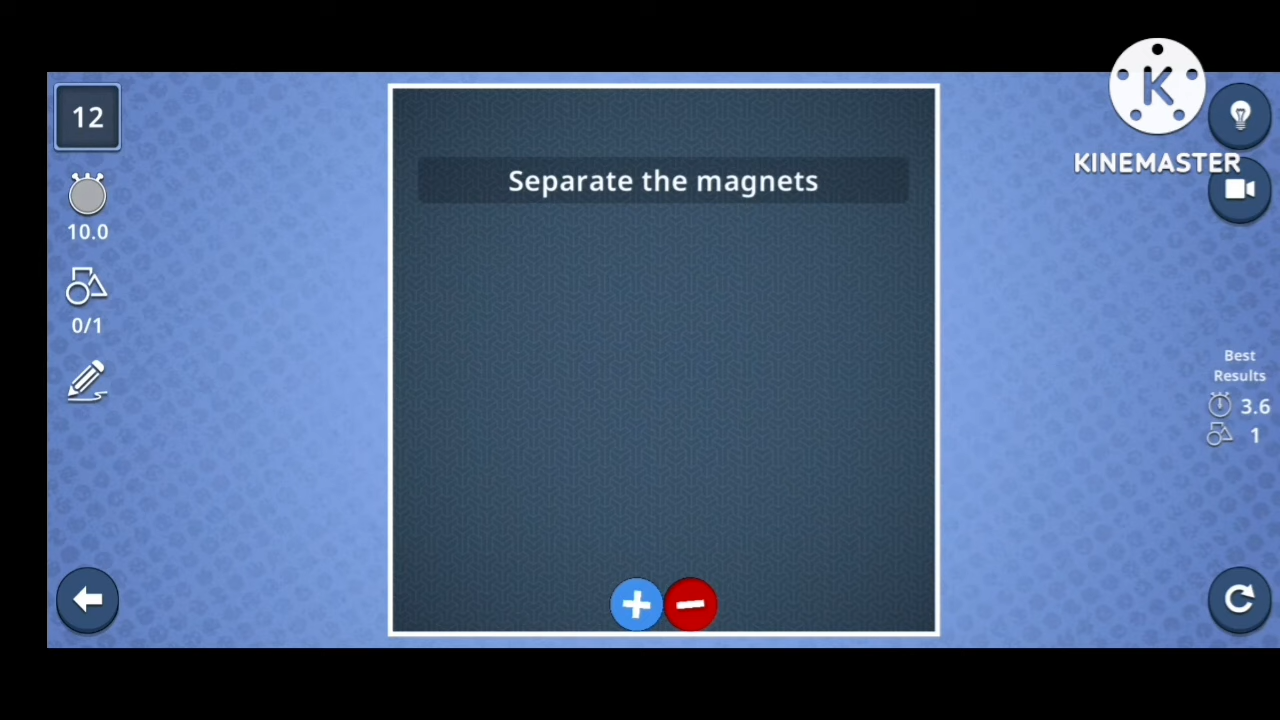 12
KINEMASTER
Separate the magnets
10.0
0/1
Best
Results
3.6
1